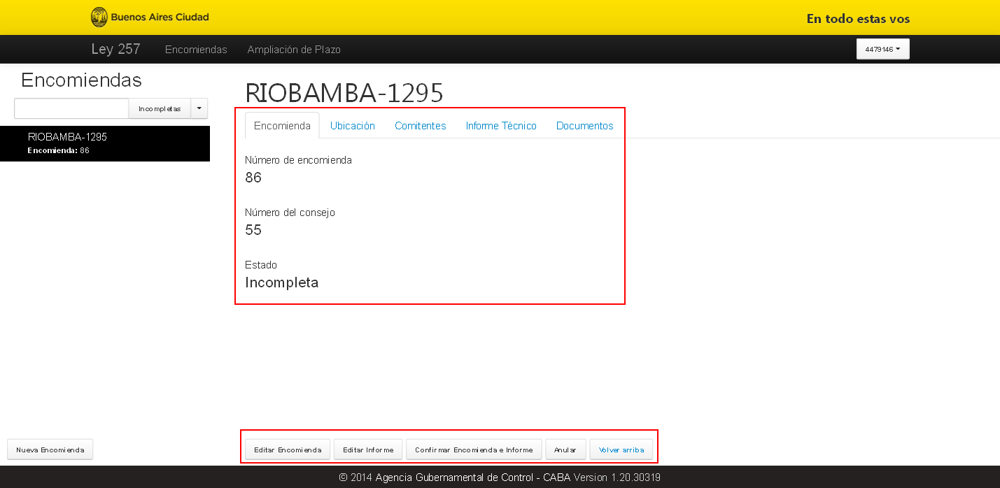 Buenos Aires Ciudad
En todo estas vos
Ley 257 Encomiendas Ampliación de Plazo 4479146
Encomiendas
Incompletas
RIOBAMBA-1295
Encomienda: 86
RIOBAMBA-1295
Encomienda Ubicación Comitentes Informe Técnico Documentos
Número de encomienda
86
Número del consejo
55
Estado
Incompleta
Nueva Encomienda
Editar Encomienda Editar Informe Confirmar Encomienda e Informe Anular Volver arriba
© 2014 Agencia Gubernamental de Control - CABA Version 1.20.30319